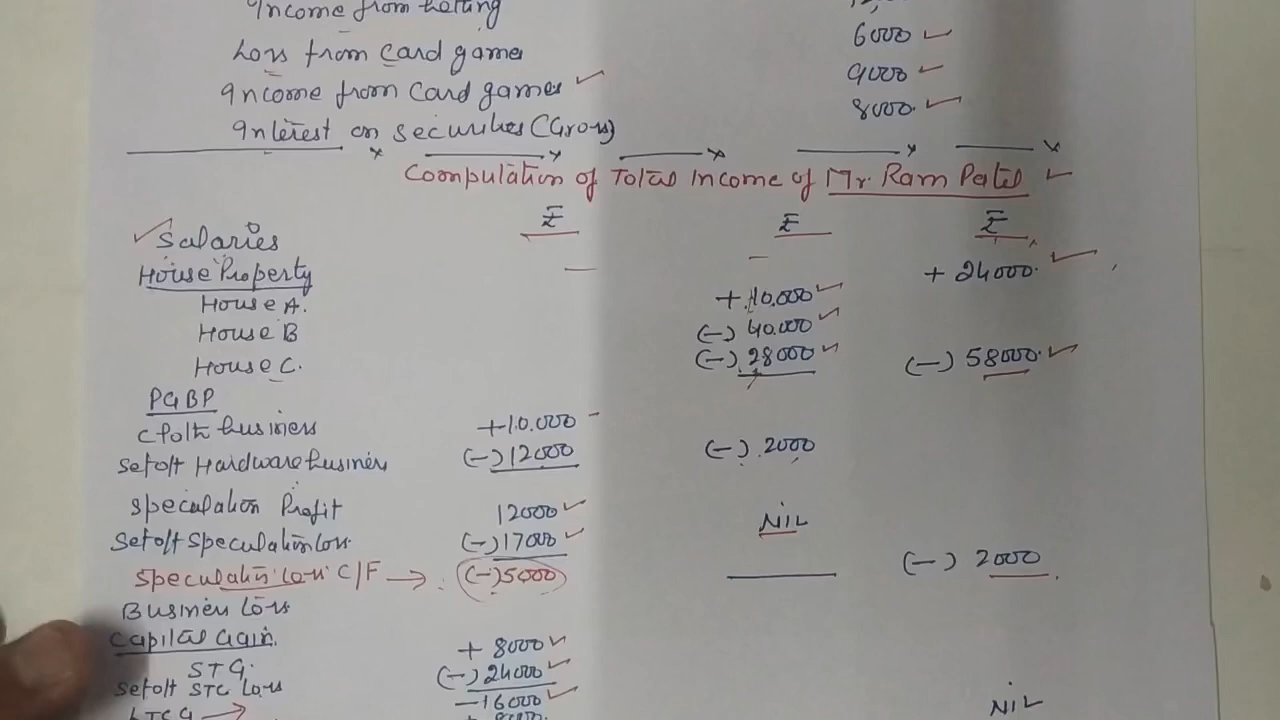 Income from betting
Loss from card game 6000
Income from Card games 9000
Interest on securities (Gross) 8000.
Computation of Total Income of Mr. Ram Patel
₹ ₹ ₹
Salaries — — + 24000.
House Property
House A. + 10.000
House B (-) 40.000
House C. (-) 28000 (-) 58000.
PGBP
Cloth business +10.000
Setoff Hardware business (-) 12000 (-) 2000
Speculation Profit 12000
Setoff Speculation loss (-) 17000 NIL
Speculation loss C/F → (-) 5000
Business Loss (-) 2000
Capital Gain.
STG. + 8000
Setoff STC Loss (-) 24000
LTCG → -16000 NIL